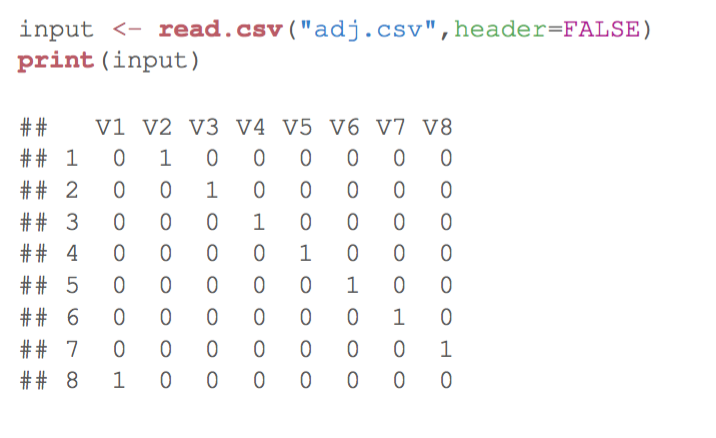 input <- read.csv("adj.csv",header=FALSE)
print(input)
##   V1 V2 V3 V4 V5 V6 V7 V8
## 1  0  1  0  0  0  0  0  0
## 2  0  0  1  0  0  0  0  0
## 3  0  0  0  1  0  0  0  0
## 4  0  0  0  0  1  0  0  0
## 5  0  0  0  0  0  1  0  0
## 6  0  0  0  0  0  0  1  0
## 7  0  0  0  0  0  0  0  1
## 8  1  0  0  0  0  0  0  0